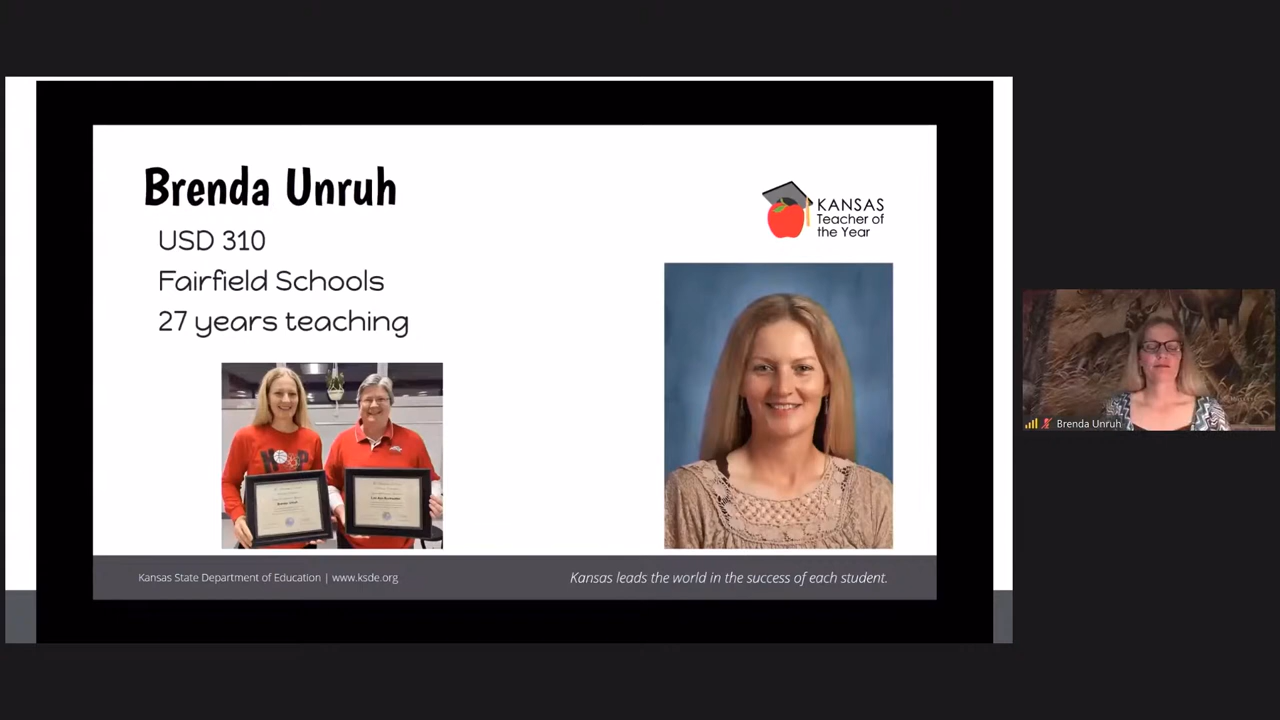 Brenda Unruh
USD 310
Fairfield Schools
27 years teaching
KANSAS
Teacher of
the Year
Kansas State Department of Education | www.ksde.org
Kansas leads the world in the success of each student.
Brenda Unruh